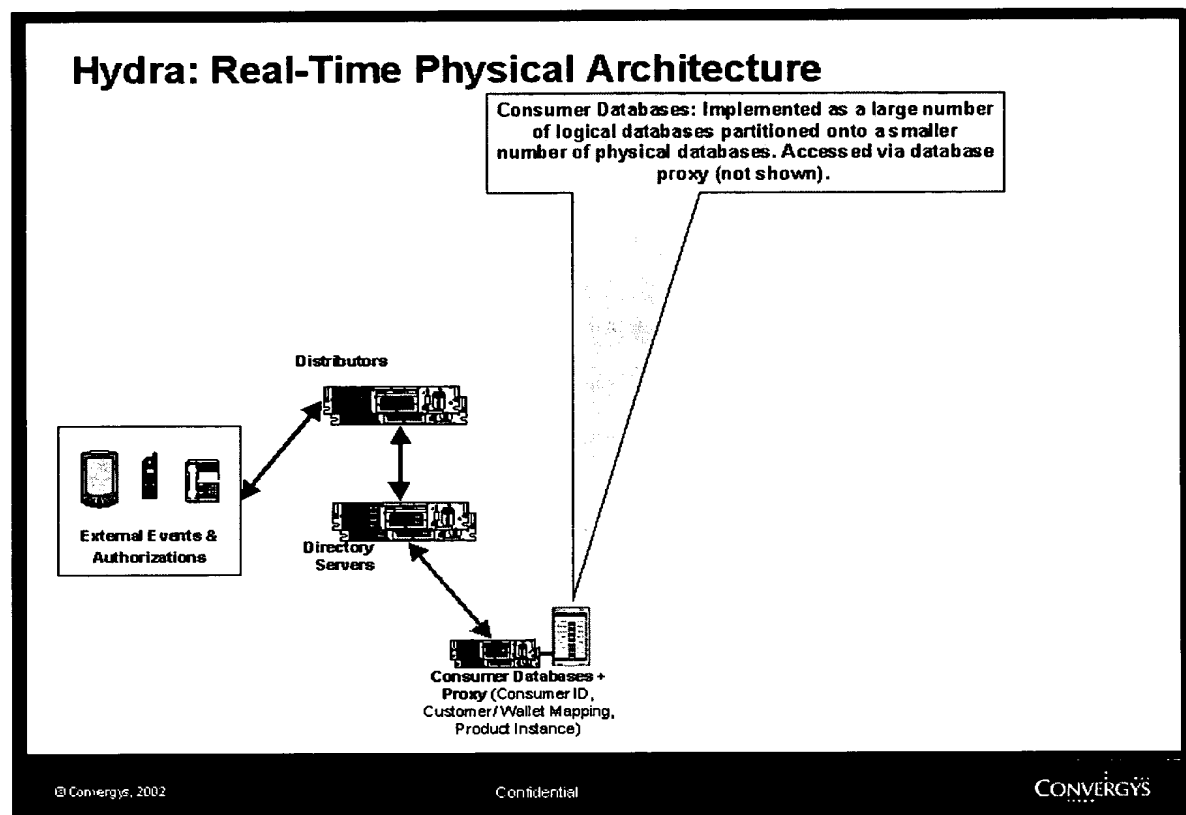 Hydra: Real-Time Physical Architecture
Consumer Databases: Implemented as a large number
of logical databases partitioned onto a smaller
number of physical databases. Accessed via database
proxy (not shown).
Distributors
External Events &
Authorizations
Directory
Servers
Consumer Databases +
Proxy (Consumer ID,
Customer/Wallet Mapping,
Product Instance)
© Convergys, 2002
Confidential
CONVERGYS